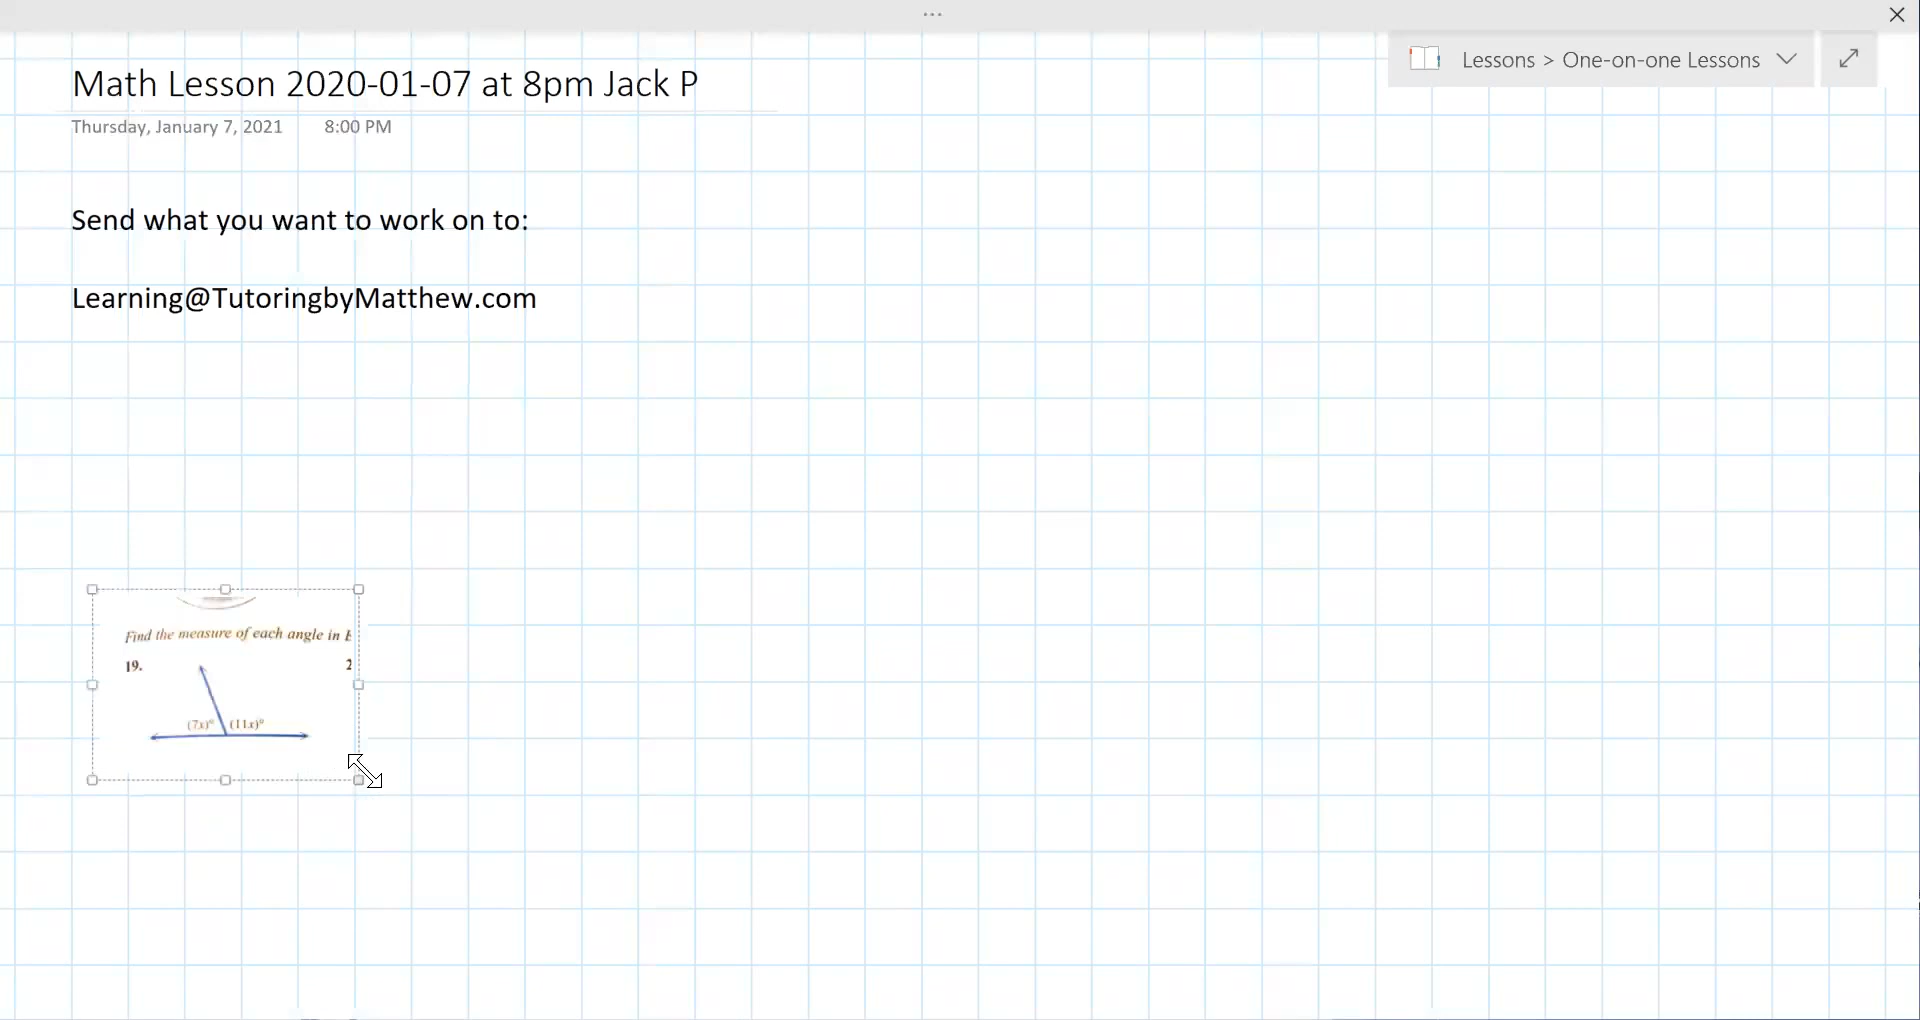 ...
Lessons > One-on-one Lessons
Math Lesson 2020-01-07 at 8pm Jack P
Thursday, January 7, 2021 8:00 PM
Send what you want to work on to:
Learning@TutoringbyMatthew.com
Find the measure of each angle in
19. 2
(7x)° (11x)°